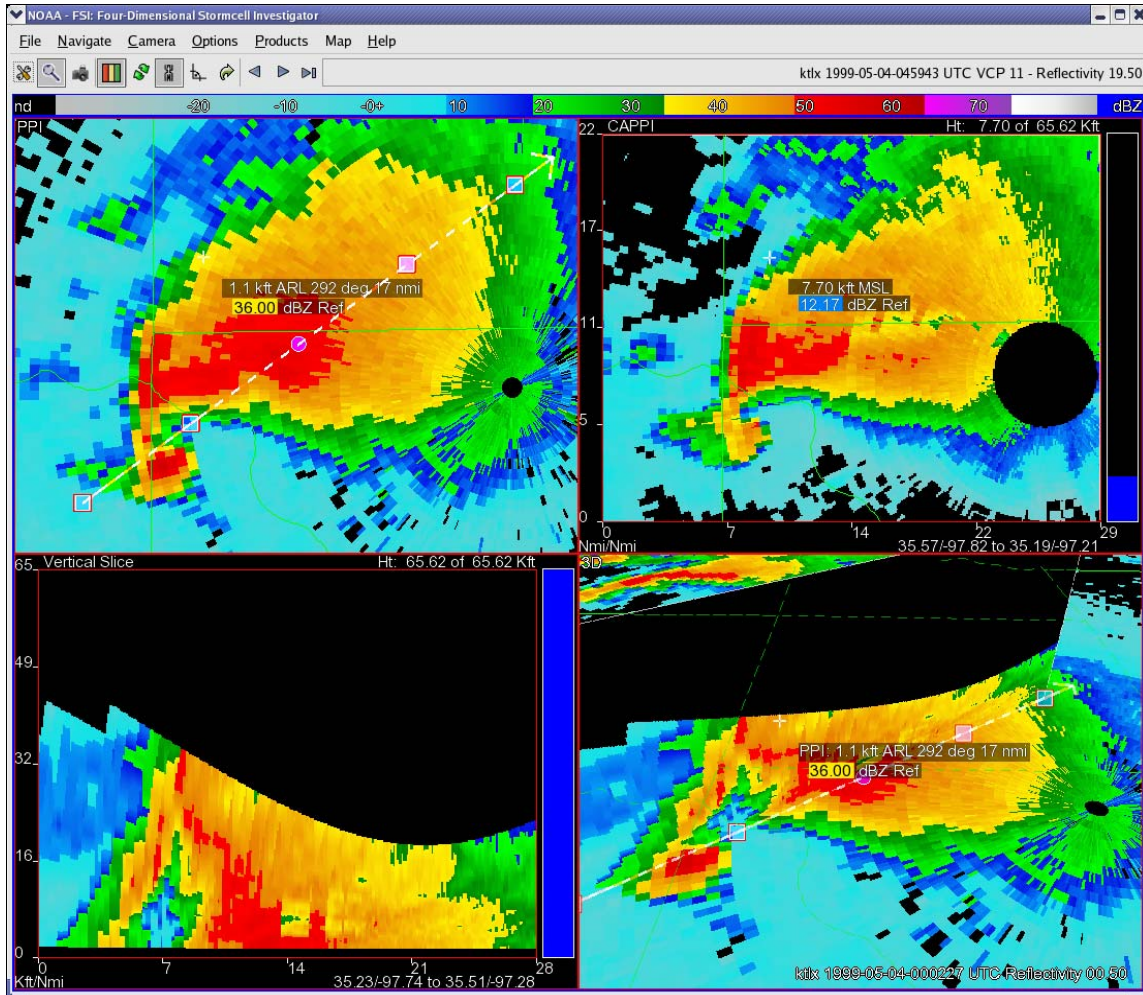 NOAA - FSI: Four-Dimensional Stormcell Investigator
File Navigate Camera Options Products Map Help
ktlx 1999-05-04-045943 UTC VCP 11 - Reflectivity 19.50
nd -20 -10 -0+ 10 20 30 40 50 60 70 dBZ
PPI
1.1 kft ARL 292 deg 17 nmi
36.00 dBZ Ref
CAPPI Ht: 7.70 of 65.62 Kft
22
17
11
5
0
7.70 kft MSL
12.17 dBZ Ref
0 7 14 22 29
Nmi/Nmi 35.57/-97.82 to 35.19/-97.21
Vertical Slice Ht: 65.62 of 65.62 Kft
65
49
32
16
0
0 7 14 21 28
Kft/Nmi 35.23/-97.74 to 35.51/-97.28
3D
PPI: 1.1 kft ARL 292 deg 17 nmi
36.00 dBZ Ref
ktlx 1999-05-04-000227 UTC Reflectivity 00.50